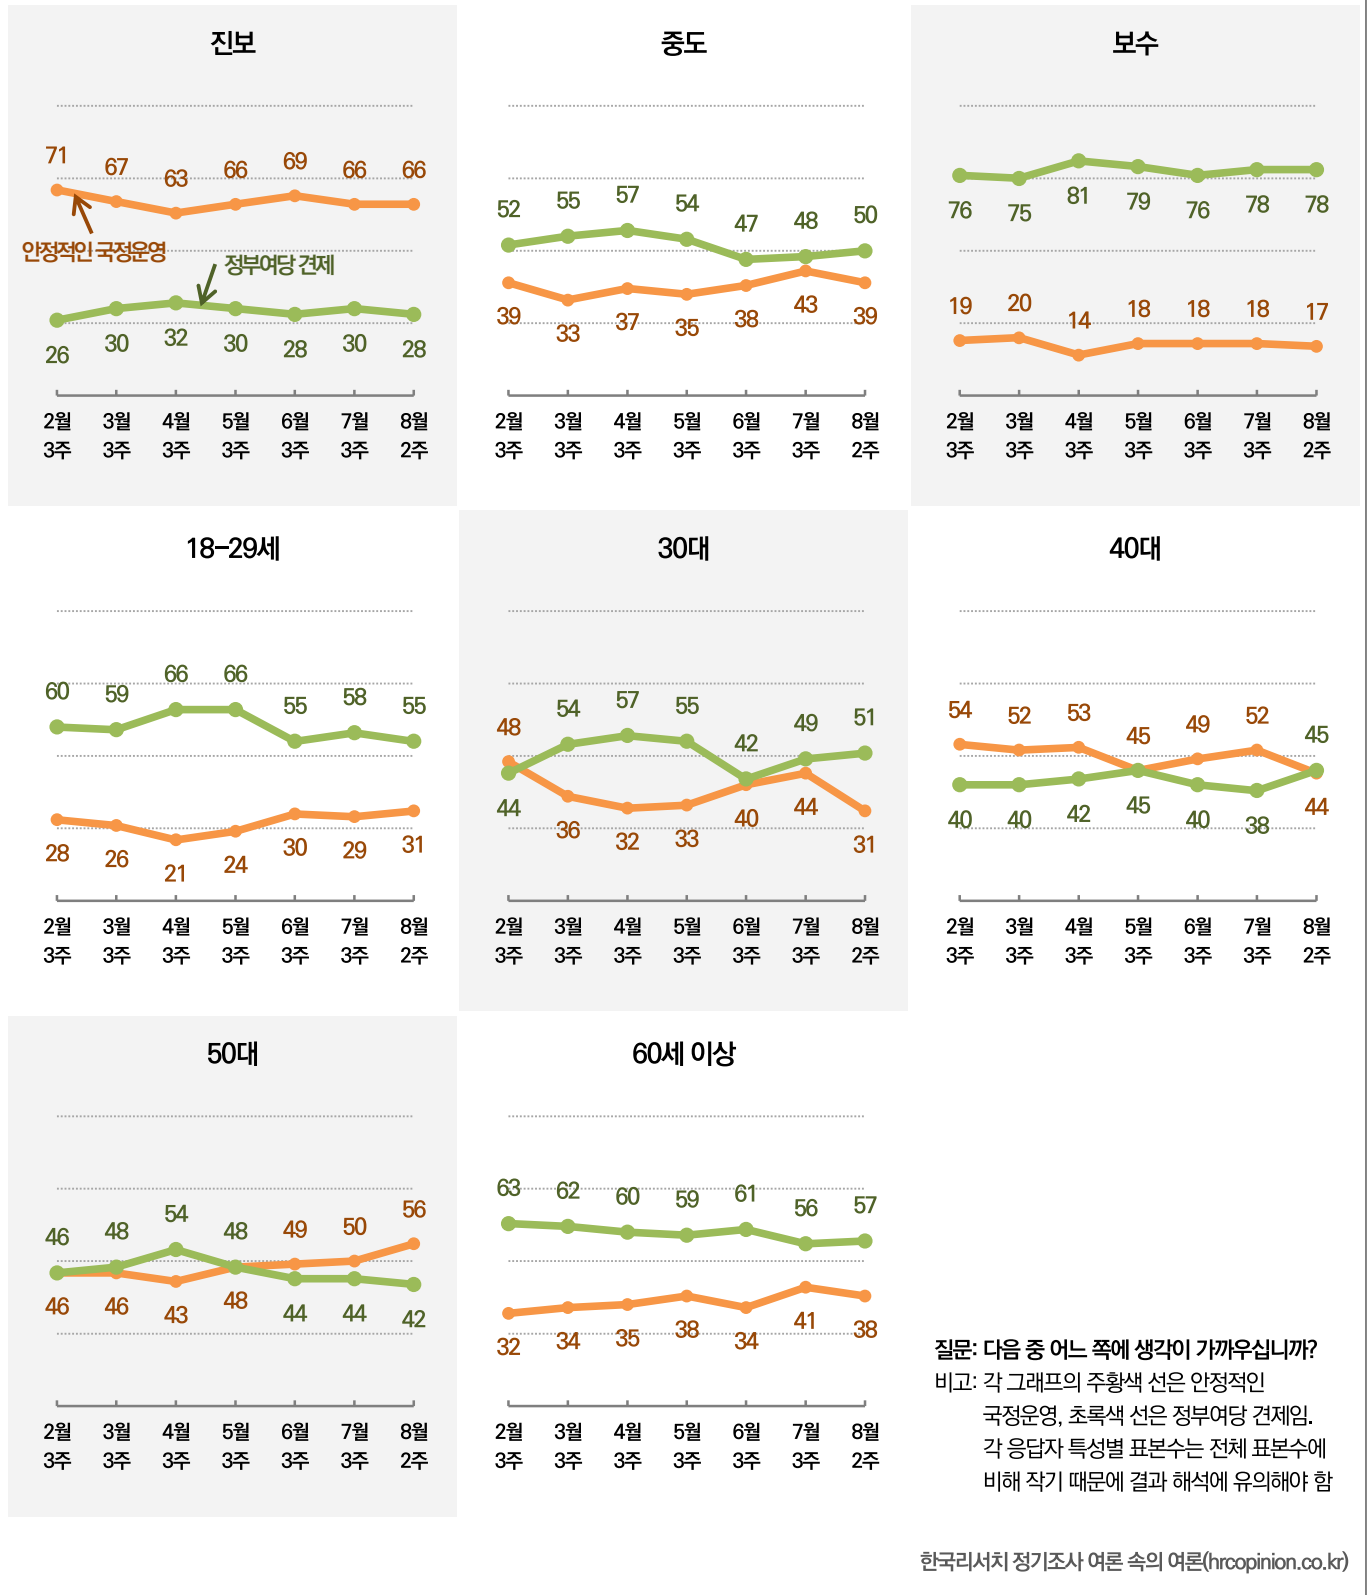 진보
71 67 63 66 69 66 66
안정적인 국정운영
정부여당 견제
26 30 32 30 28 30 28
2월 3월 4월 5월 6월 7월 8월
3주 3주 3주 3주 3주 3주 2주
중도
52 55 57 54 47 48 50
39 33 37 35 38 43 39
2월 3월 4월 5월 6월 7월 8월
3주 3주 3주 3주 3주 3주 2주
보수
76 75 81 79 76 78 78
19 20 14 18 18 18 17
2월 3월 4월 5월 6월 7월 8월
3주 3주 3주 3주 3주 3주 2주
18-29세
60 59 66 66 55 58 55
28 26 21 24 30 29 31
2월 3월 4월 5월 6월 7월 8월
3주 3주 3주 3주 3주 3주 2주
30대
48 54 57 55 42 49 51
44 36 32 33 40 44 31
2월 3월 4월 5월 6월 7월 8월
3주 3주 3주 3주 3주 3주 2주
40대
54 52 53 45 49 52 45
40 40 42 45 40 38 44
2월 3월 4월 5월 6월 7월 8월
3주 3주 3주 3주 3주 3주 2주
50대
46 48 54 48 49 50 56
46 46 43 48 44 44 42
2월 3월 4월 5월 6월 7월 8월
3주 3주 3주 3주 3주 3주 2주
60세 이상
63 62 60 59 61 56 57
32 34 35 38 34 41 38
2월 3월 4월 5월 6월 7월 8월
3주 3주 3주 3주 3주 3주 2주
질문: 다음 중 어느 쪽에 생각이 가까우십니까?
비고: 각 그래프의 주황색 선은 안정적인
국정운영, 초록색 선은 정부여당 견제임.
각 응답자 특성별 표본수는 전체 표본수에
비해 작기 때문에 결과 해석에 유의해야 함
한국리서치 정기조사 여론 속의 여론(hrcopinion.co.kr)